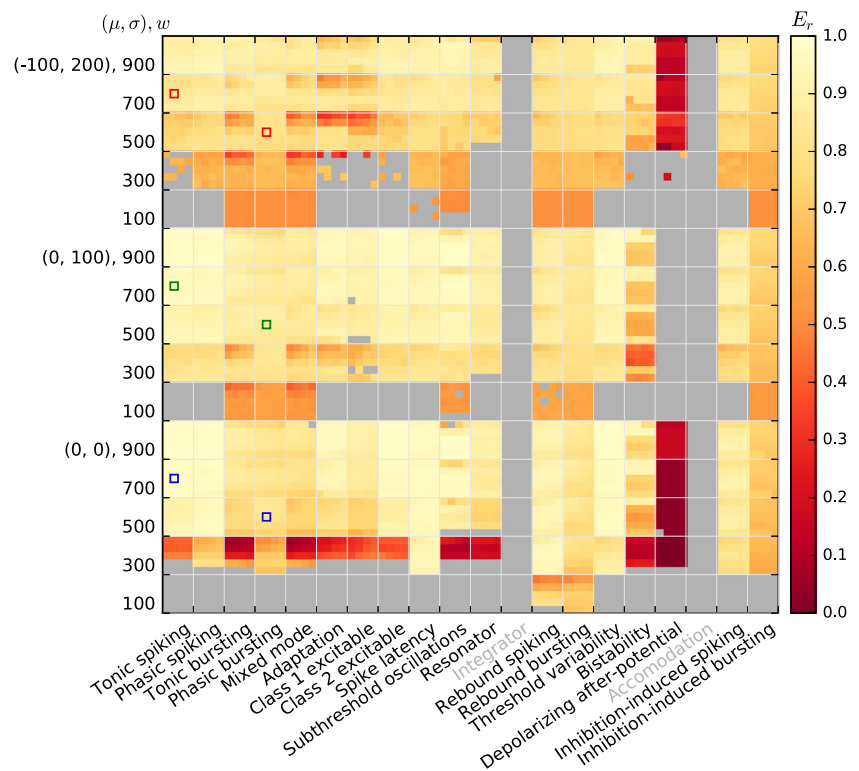 (μ, σ), w
E_r
(-100, 200), 900
700
500
300
100
(0, 100), 900
700
500
300
100
(0, 0), 900
700
500
300
100
1.0
0.9
0.8
0.7
0.6
0.5
0.4
0.3
0.2
0.1
0.0
Tonic spiking
Phasic spiking
Tonic bursting
Phasic bursting
Mixed mode
Adaptation
Class 1 excitable
Class 2 excitable
Spike latency
Subthreshold oscillations
Resonator
Integrator
Rebound spiking
Rebound bursting
Threshold variability
Bistability
Depolarizing after-potential
Accomodation
Inhibition-induced spiking
Inhibition-induced bursting